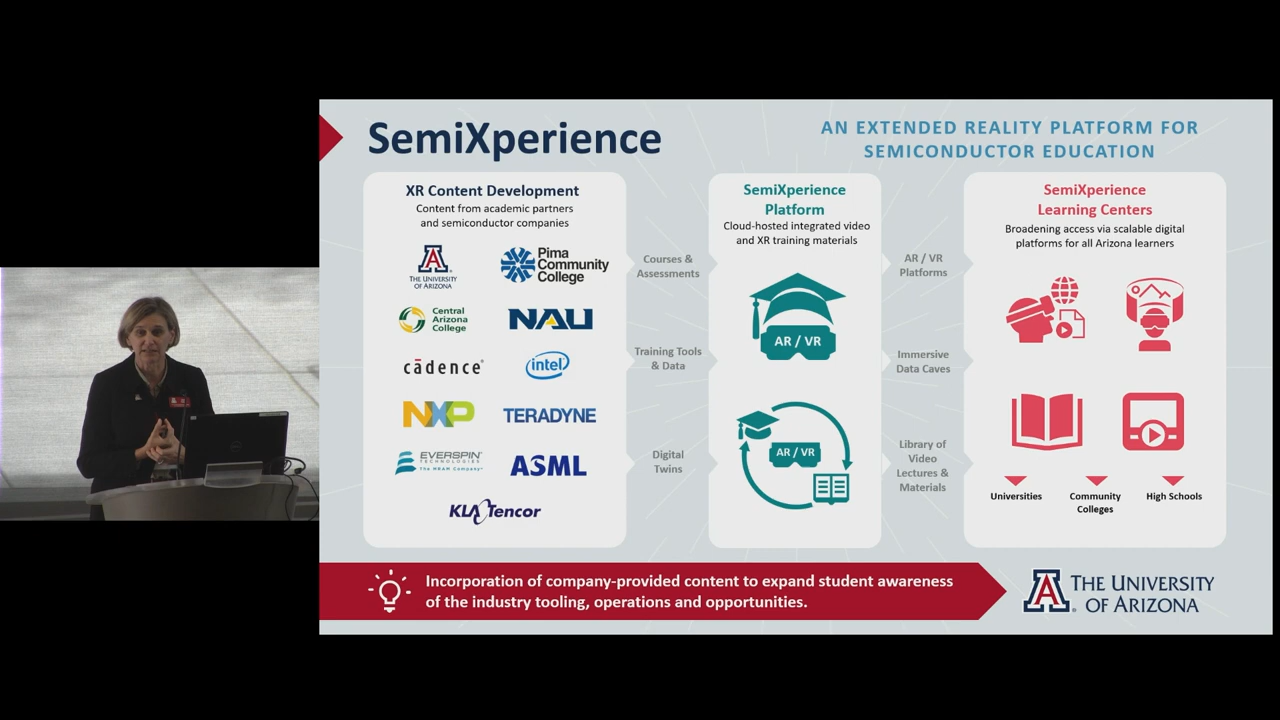 SemiXperience
AN EXTENDED REALITY PLATFORM FOR
SEMICONDUCTOR EDUCATION
XR Content Development
Content from academic partners
and semiconductor companies
THE UNIVERSITY
OF ARIZONA
Pima
Community
College
Central
Arizona
College
NAU
cādence®
intel
NXP
TERADYNE
EVERSPIN
TECHNOLOGIES
The MRAM Company
ASML
KLA Tencor
Courses &
Assessments
Training Tools
& Data
Digital
Twins
SemiXperience
Platform
Cloud-hosted integrated video
and XR training materials
AR / VR
AR / VR
AR / VR
Platforms
Immersive
Data Caves
Library of
Video
Lectures &
Materials
SemiXperience
Learning Centers
Broadening access via scalable digital
platforms for all Arizona learners
Universities
Community
Colleges
High Schools
Incorporation of company-provided content to expand student awareness
of the industry tooling, operations and opportunities.
THE UNIVERSITY
OF ARIZONA